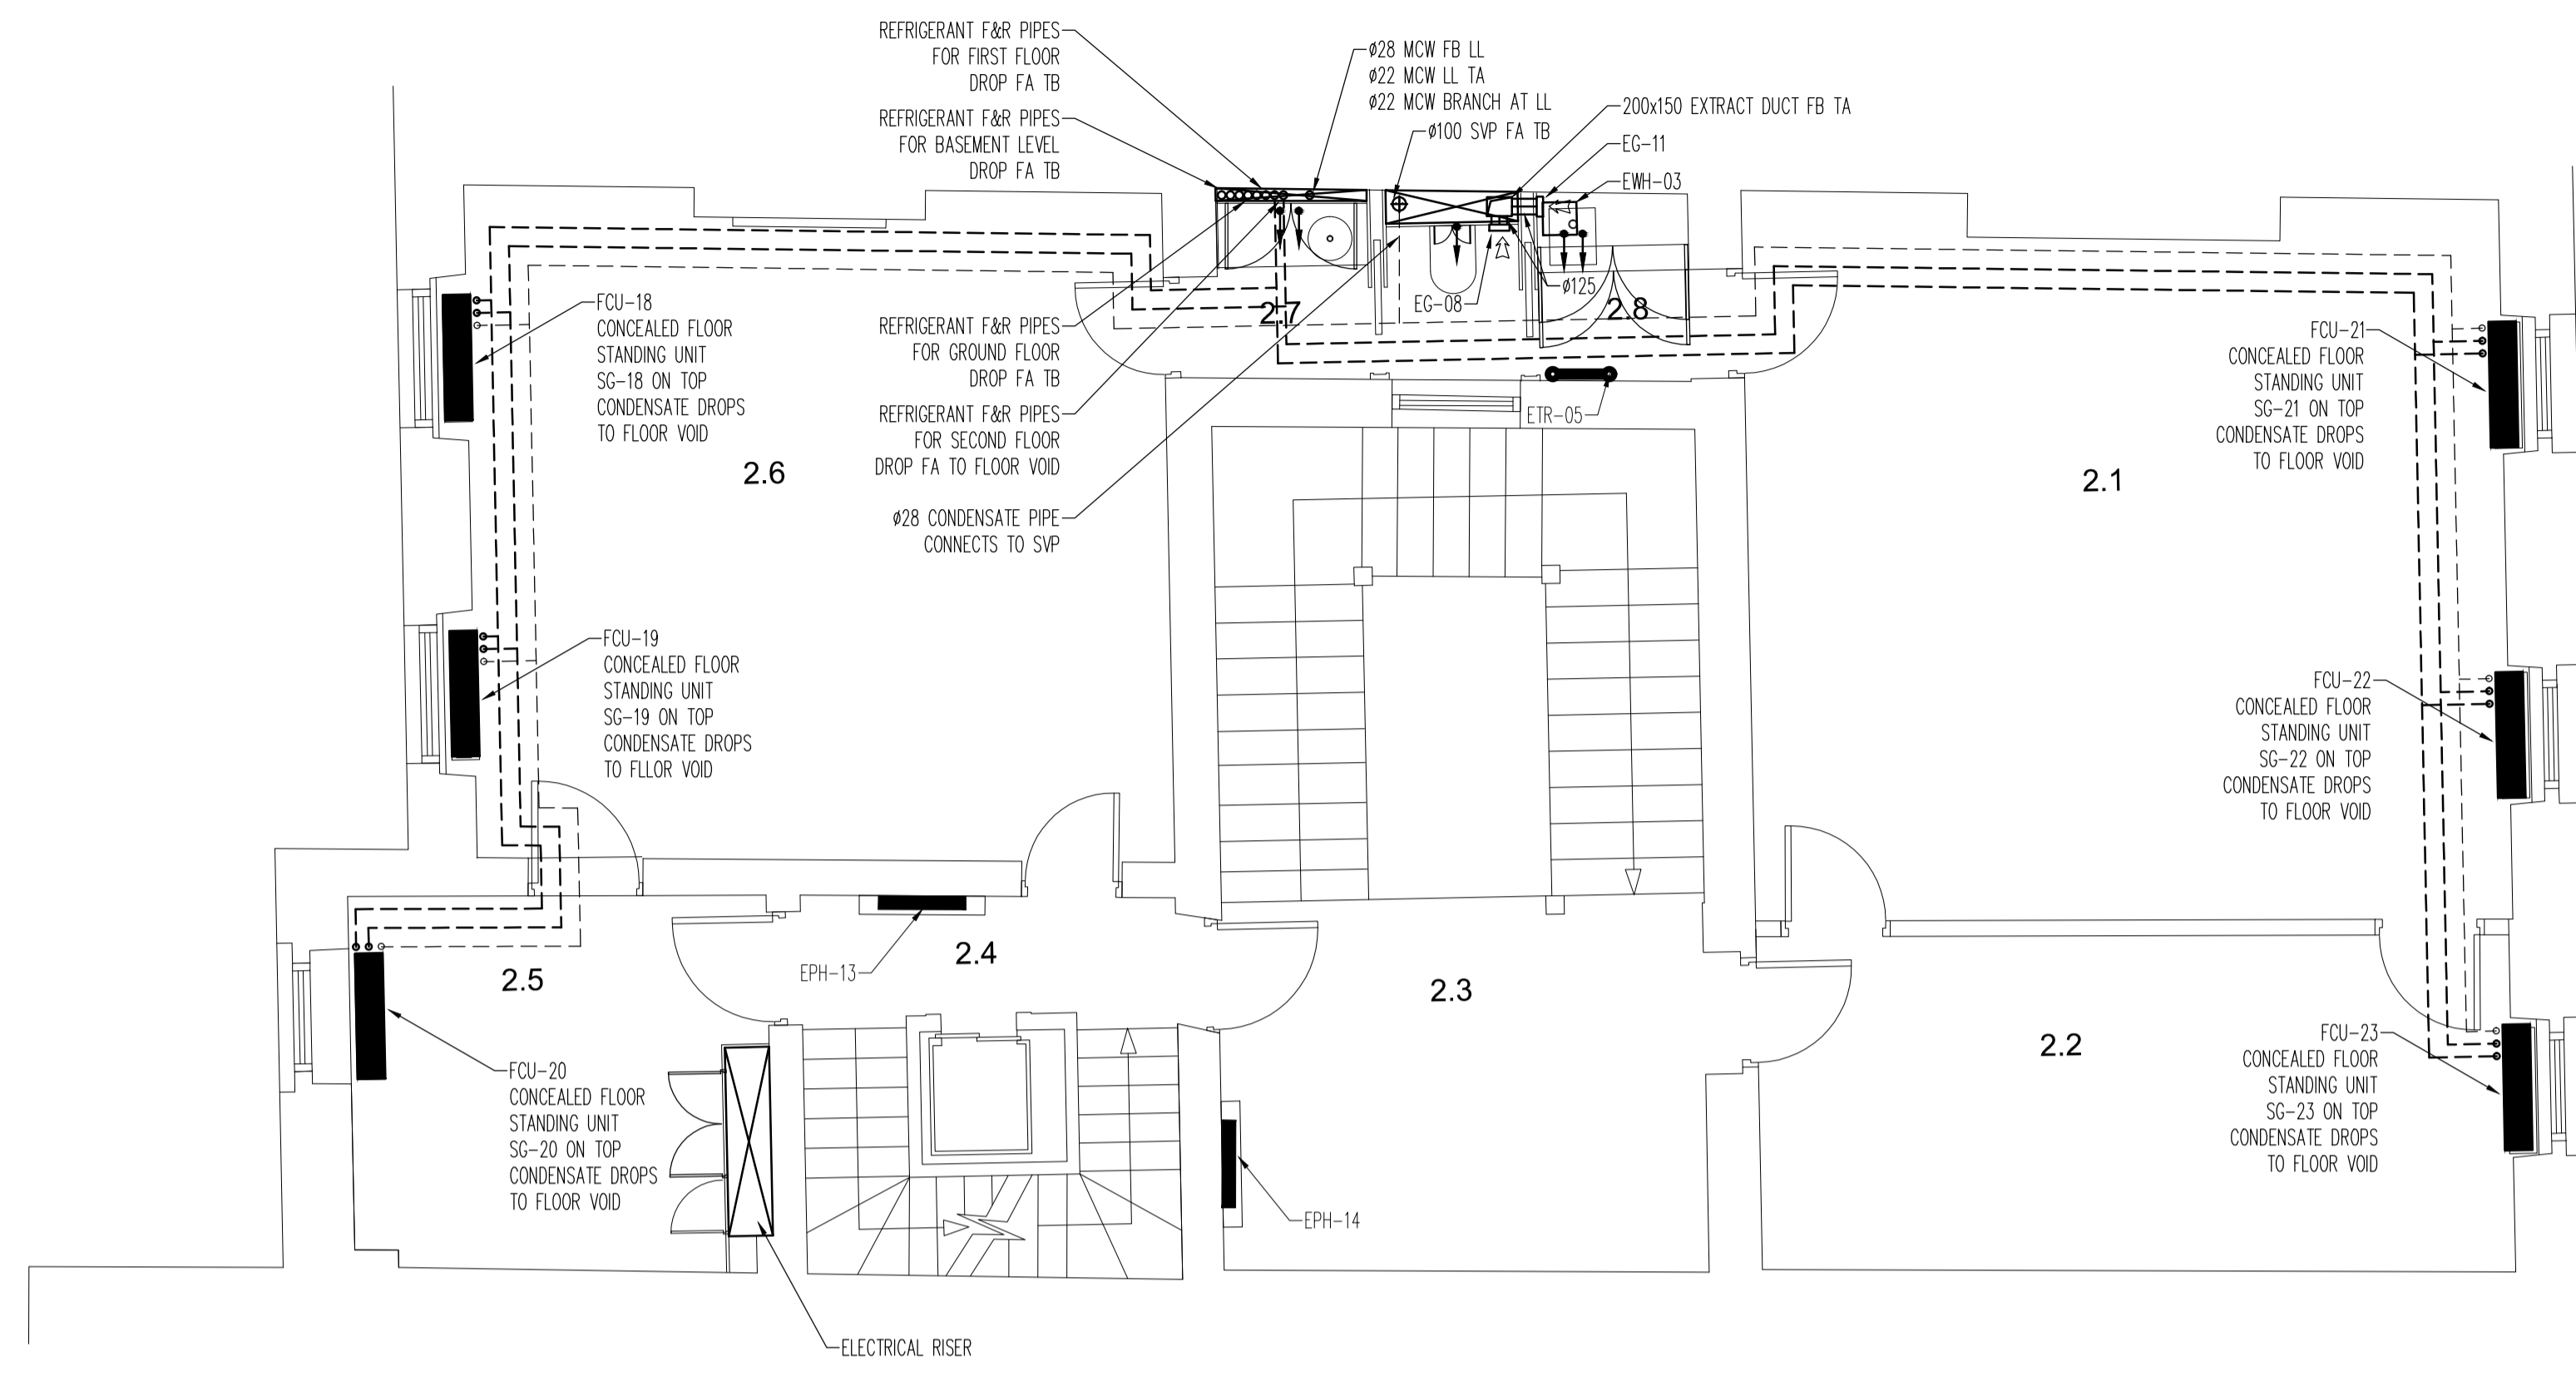 REFRIGERANT F&R PIPES
FOR FIRST FLOOR
DROP FA TB
REFRIGERANT F&R PIPES
FOR BASEMENT LEVEL
DROP FA TB
ø28 MCW FB LL
ø22 MCW LL TA
ø22 MCW BRANCH AT LL
ø100 SVP FA TB
200x150 EXTRACT DUCT FB TA
EG-11
EWH-03
FCU-18
CONCEALED FLOOR
STANDING UNIT
SG-18 ON TOP
CONDENSATE DROPS
TO FLOOR VOID
2.6
REFRIGERANT F&R PIPES
FOR GROUND FLOOR
DROP FA TB
REFRIGERANT F&R PIPES
FOR SECOND FLOOR
DROP FA TO FLOOR VOID
ø28 CONDENSATE PIPE
CONNECTS TO SVP
2.7
EG-08
ø125
2.8
ETR-05
FCU-21
CONCEALED FLOOR
STANDING UNIT
SG-21 ON TOP
CONDENSATE DROPS
TO FLOOR VOID
2.1
FCU-19
CONCEALED FLOOR
STANDING UNIT
SG-19 ON TOP
CONDENSATE DROPS
TO FLLOR VOID
FCU-22
CONCEALED FLOOR
STANDING UNIT
SG-22 ON TOP
CONDENSATE DROPS
TO FLOOR VOID
2.5
EPH-13
2.4
2.3
2.2
FCU-20
CONCEALED FLOOR
STANDING UNIT
SG-20 ON TOP
CONDENSATE DROPS
TO FLOOR VOID
FCU-23
CONCEALED FLOOR
STANDING UNIT
SG-23 ON TOP
CONDENSATE DROPS
TO FLOOR VOID
EPH-14
ELECTRICAL RISER